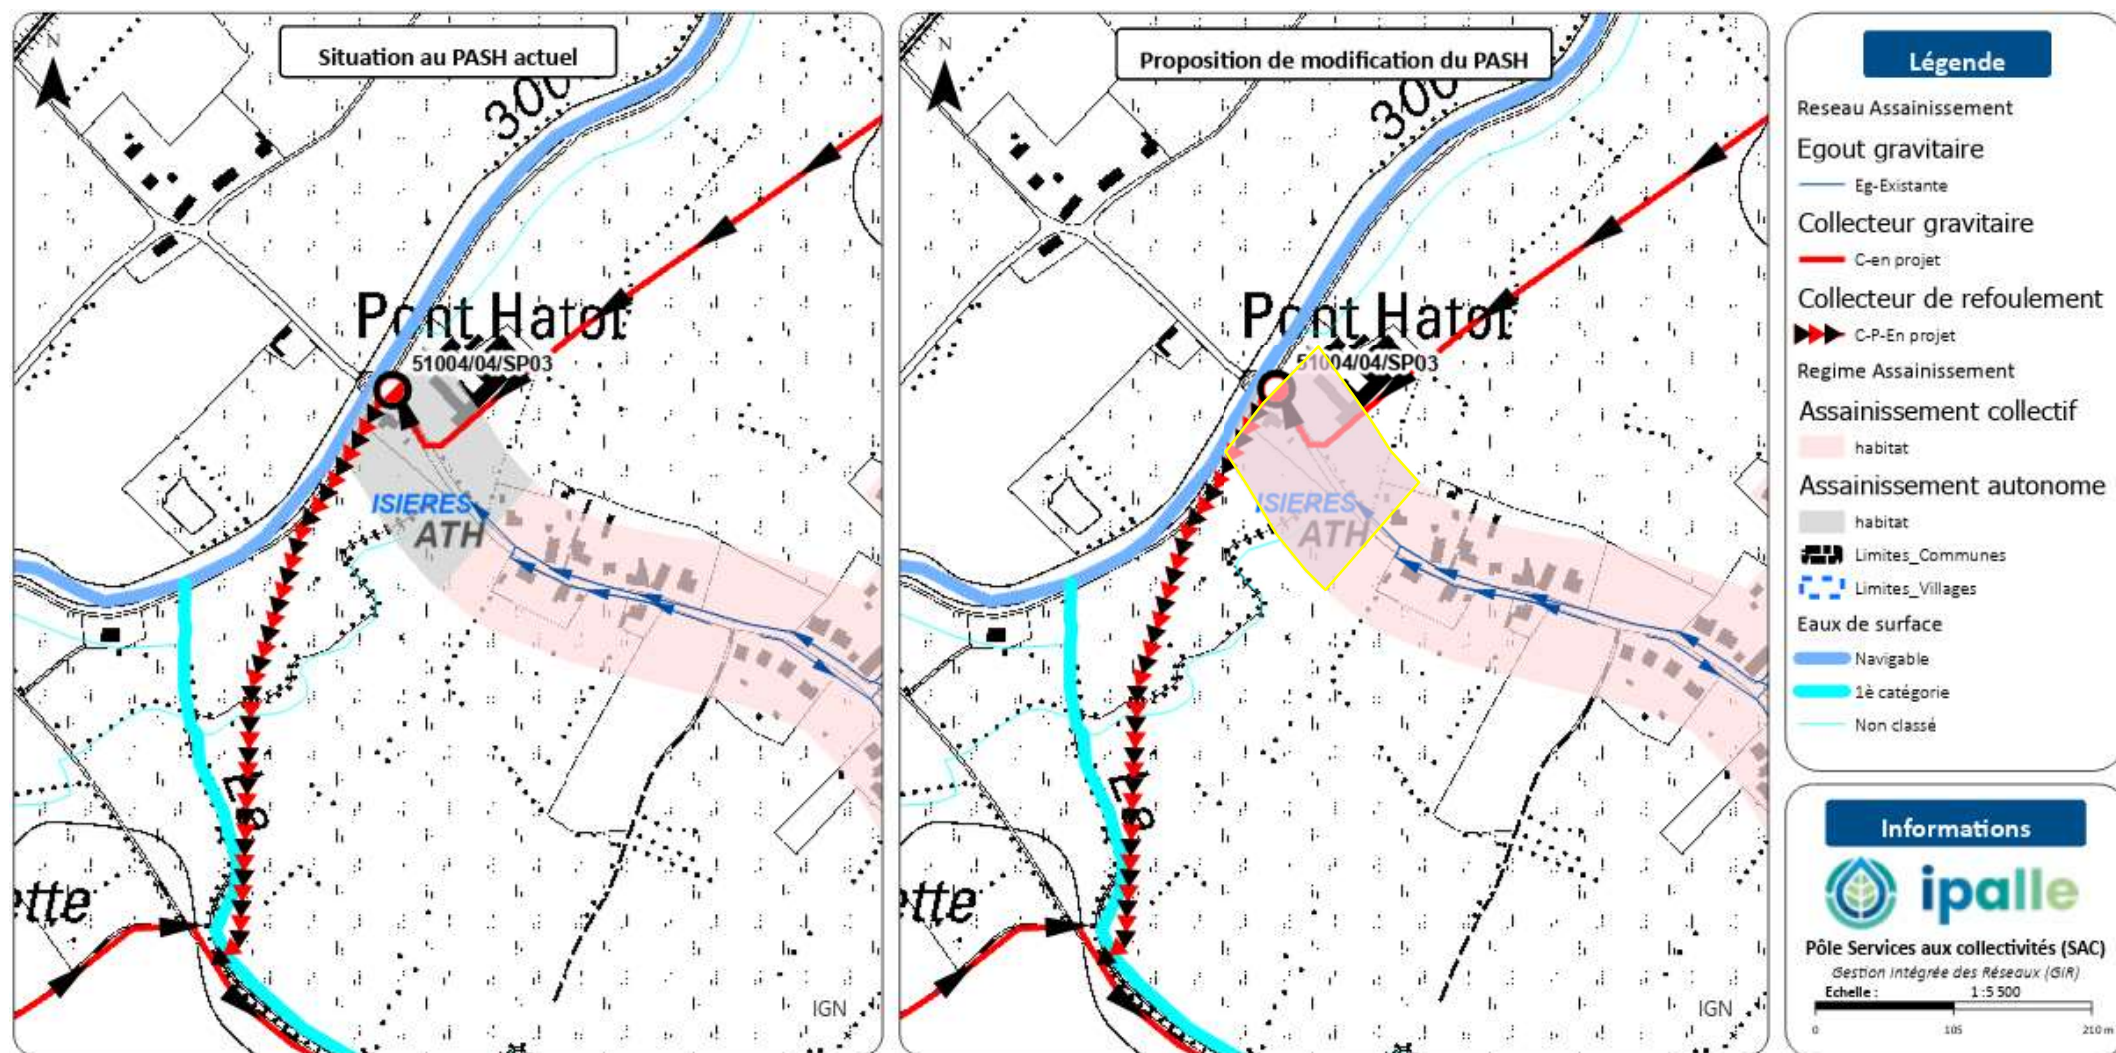 Situation au PASH actuel
N
300
Pont Hatot
51004/04/SP03
ISIERES
ATH
ette
IGN
Proposition de modification du PASH
N
300
Pont Hatot
51004/04/SP03
ISIERES
ATH
ette
IGN
Légende
Reseau Assainissement
Egout gravitaire
Eg-Existante
Collecteur gravitaire
C-en projet
Collecteur de refoulement
C-P-En projet
Regime Assainissement
Assainissement collectif
habitat
Assainissement autonome
habitat
Limites_Communes
Limites_Villages
Eaux de surface
Navigable
1è catégorie
Non classé
Informations
ipalle
Pôle Services aux collectivités (SAC)
Gestion Intégrée des Réseaux (GIR)
Echelle : 1:5 500
0 105 210 m